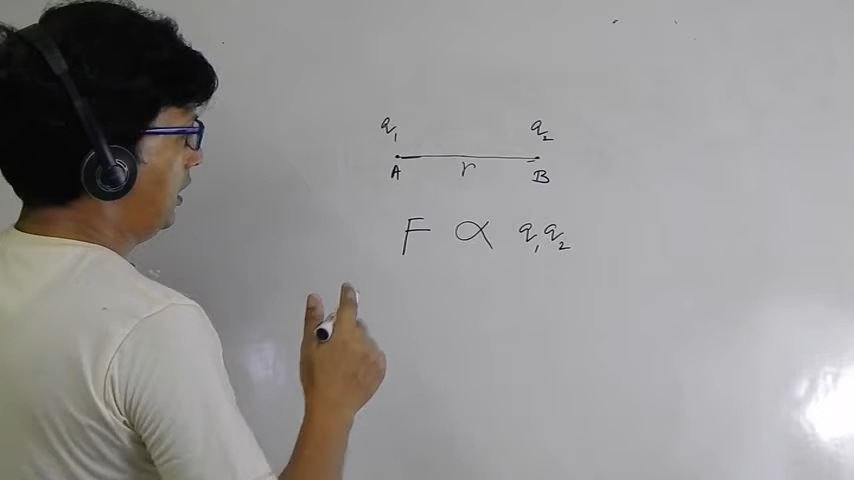 q₁ q₂
A r B
F ∝ q₁q₂